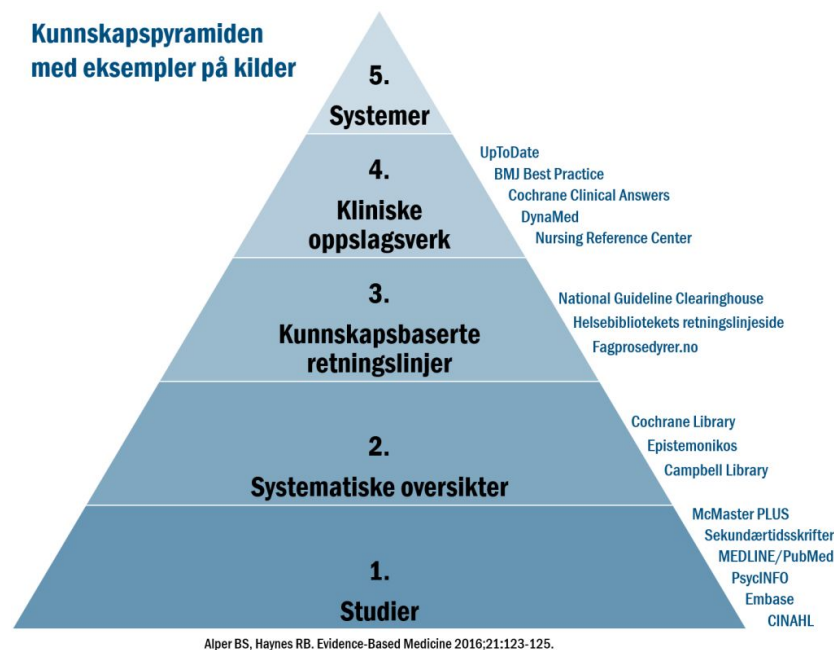 Kunnskapspyramiden
med eksempler på kilder
5.
Systemer
UpToDate
BMJ Best Practice
Cochrane Clinical Answers
DynaMed
Nursing Reference Center
4.
Kliniske
oppslagsverk
National Guideline Clearinghouse
Helsebibliotekets retningslinjeside
Fagprosedyrer.no
3.
Kunnskapsbaserte
retningslinjer
Cochrane Library
Epistemonikos
Campbell Library
2.
Systematiske oversikter
McMaster PLUS
Sekundærtidsskrifter
MEDLINE/PubMed
PsycINFO
Embase
CINAHL
1.
Studier
Alper BS, Haynes RB. Evidence-Based Medicine 2016;21:123-125.